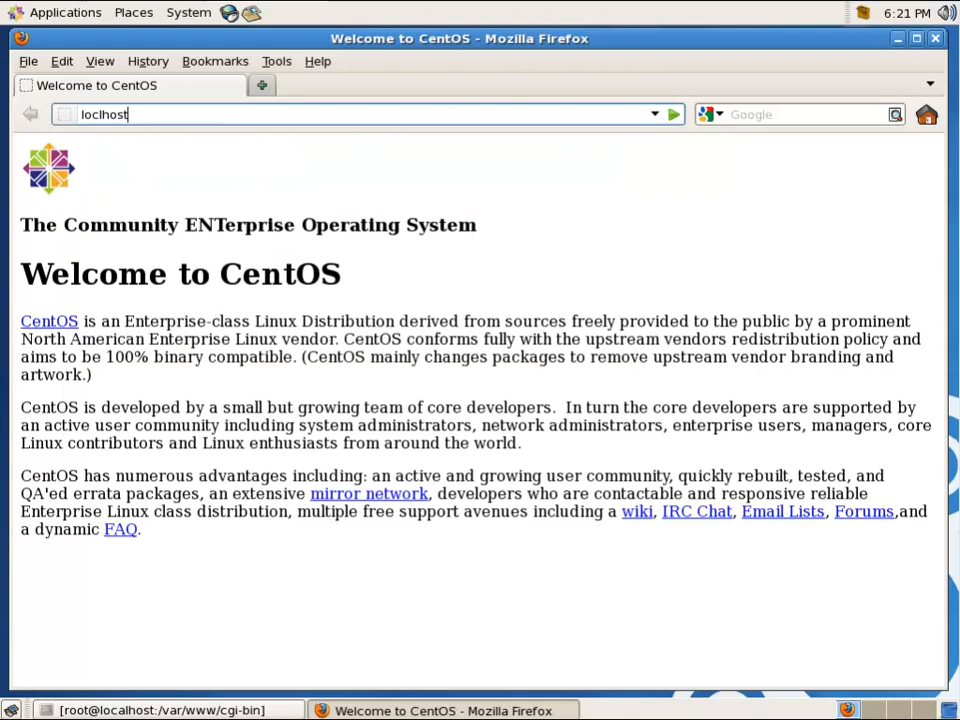 Applications Places System 6:21 PM
Welcome to CentOS - Mozilla Firefox
File Edit View History Bookmarks Tools Help
Welcome to CentOS
loclhost Google
The Community ENTerprise Operating System
Welcome to CentOS
CentOS is an Enterprise-class Linux Distribution derived from sources freely provided to the public by a prominent
North American Enterprise Linux vendor. CentOS conforms fully with the upstream vendors redistribution policy and
aims to be 100% binary compatible. (CentOS mainly changes packages to remove upstream vendor branding and
artwork.)
CentOS is developed by a small but growing team of core developers.  In turn the core developers are supported by
an active user community including system administrators, network administrators, enterprise users, managers, core
Linux contributors and Linux enthusiasts from around the world.
CentOS has numerous advantages including: an active and growing user community, quickly rebuilt, tested, and
QA'ed errata packages, an extensive mirror network, developers who are contactable and responsive reliable
Enterprise Linux class distribution, multiple free support avenues including a wiki, IRC Chat, Email Lists, Forums,and
a dynamic FAQ.
[root@localhost:/var/www/cgi-bin] Welcome to CentOS - Mozilla Firefox